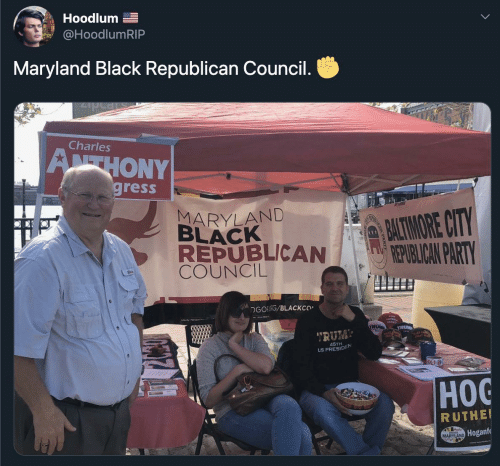 Hoodlum
@HoodlumRIP
Maryland Black Republican Council.
Charles
ANTHONY
gress
MARYLAND
BLACK
REPUBLICAN
COUNCIL
BALTIMORE CITY
REPUBLICAN PARTY
TRUMP
45TH
US PRESIDENT
HOG
RUTHE
Hogan